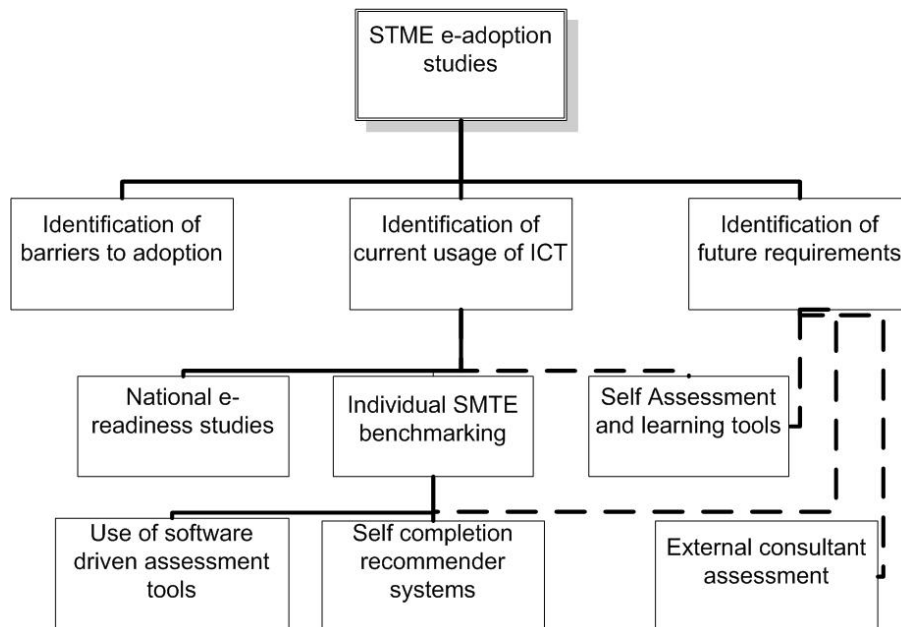 STME e-adoption
studies
Identification of
barriers to adoption
Identification of
current usage of ICT
Identification of
future requirements
National e-
readiness studies
Individual SMTE
benchmarking
Self Assessment
and learning tools
Use of software
driven assessment
tools
Self completion
recommender
systems
External consultant
assessment